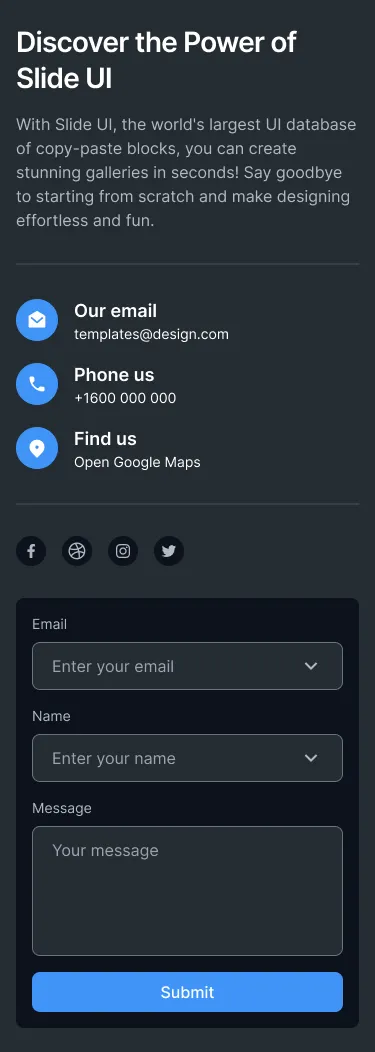 Discover the Power of
Slide UI
With Slide UI, the world's largest UI database
of copy-paste blocks, you can create
stunning galleries in seconds! Say goodbye
to starting from scratch and make designing
effortless and fun.
Our email
templates@design.com
Phone us
+1600 000 000
Find us
Open Google Maps
Email
Enter your email
Name
Enter your name
Message
Your message
Submit